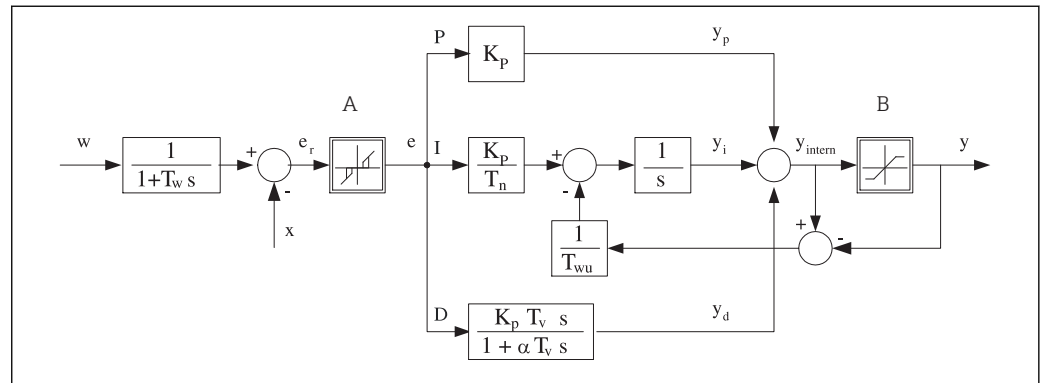 P
K_P
y_p
A
B
w
1
1+T_w s
+
-
e_r
x
e
I
K_P
T_n
+
-
1
s
y_i
y_intern
y
1
T_wu
+
-
D
K_p T_v s
1 + α T_v s
y_d